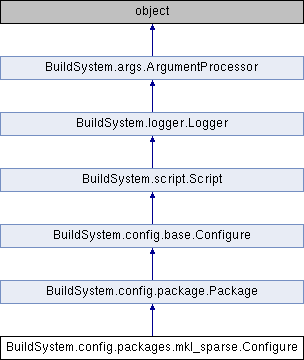 object
BuildSystem.args.ArgumentProcessor
BuildSystem.logger.Logger
BuildSystem.script.Script
BuildSystem.config.base.Configure
BuildSystem.config.package.Package
BuildSystem.config.packages.mkl_sparse.Configure